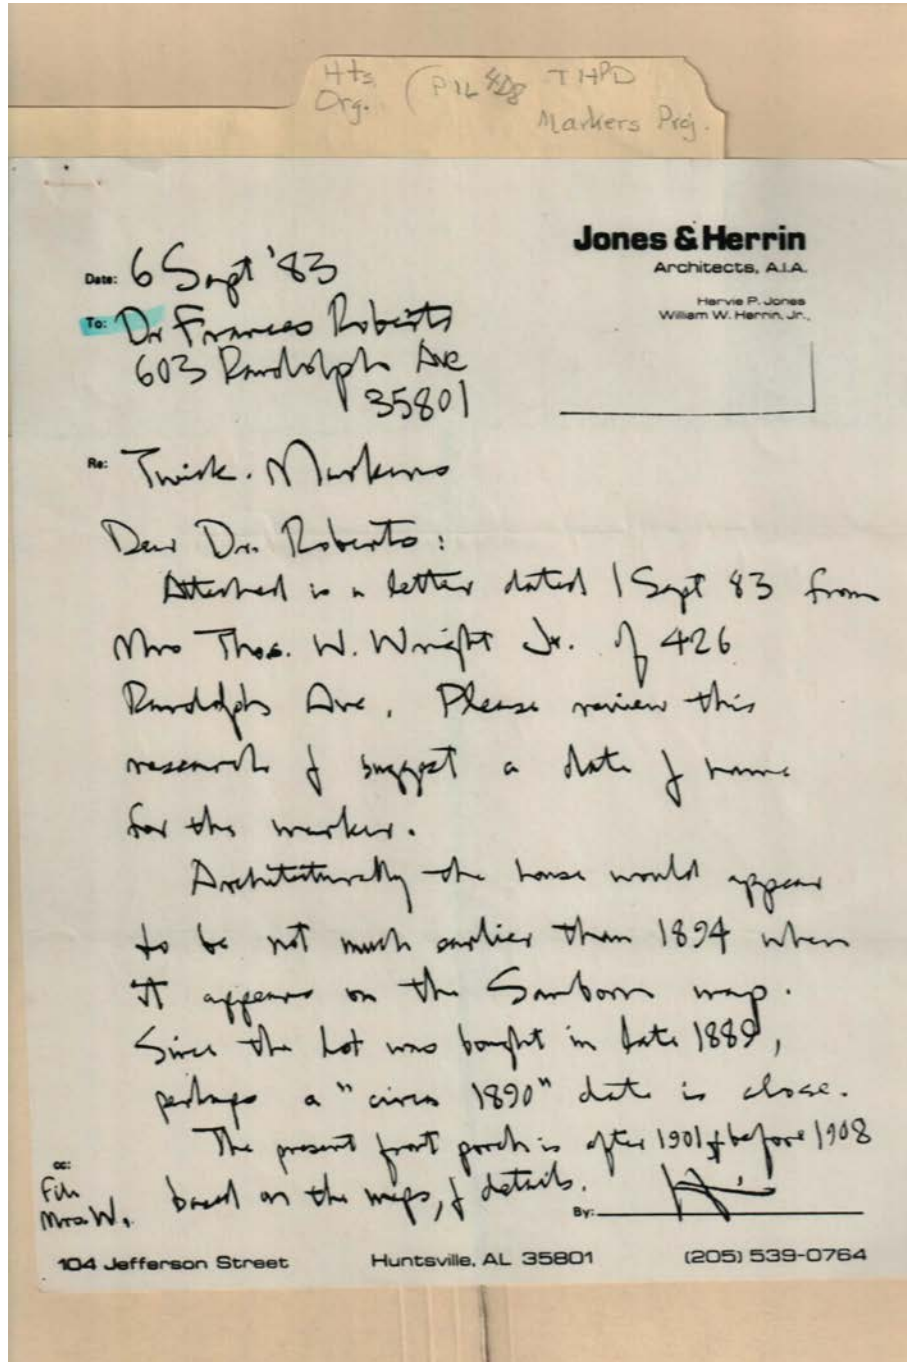 Hts THPD
Org. Markers Proj.
Jones & Herrin
Architects, A.I.A.
Harvie P. Jones
William W. Herrin, Jr.,
Date: 6 Sept '83
To: Dr Frances Roberts
603 Randolph Ave
35801
Re: Twick. Markers
Dear Dr. Roberts:
Attached is a letter dated 1 Sept 83 from
Mrs Thos. W. Wright Jr. of 426
Randolph Ave. Please review this
research & suggest a date & name
for the marker.
Architecturally the house would appear
to be not much earlier than 1894 when
it appears on the Sanborn map.
Since the lot was bought in late 1889,
perhaps a "circa 1890" date is close.
The present front porch is after 1901 & before 1908
based on the maps, & details.
cc:
File
Mrs W.
By:
104 Jefferson Street Huntsville, AL 35801 (205) 539-0764